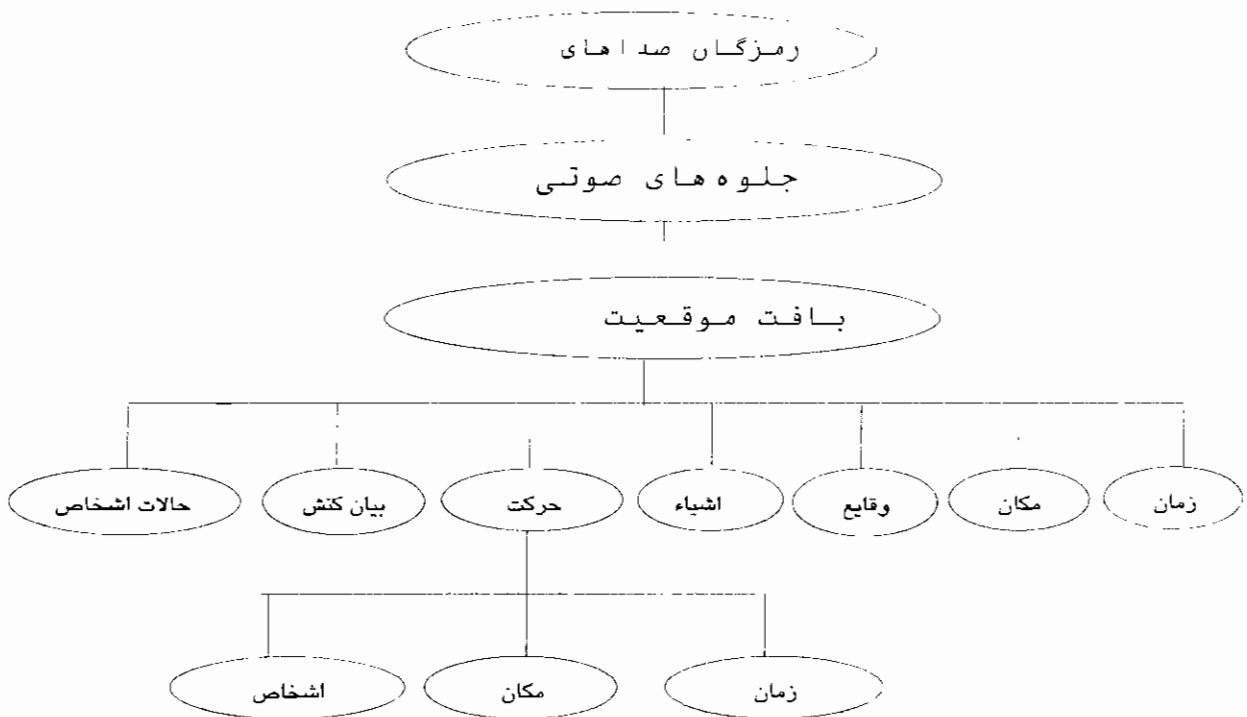 رمزگان صداهای
جلوه های صوتی
بافت موقعیت
زمان
مکان
وقایع
اشیاء
حرکت
بیان کنش
حالات اشخاص
زمان
مکان
اشخاص